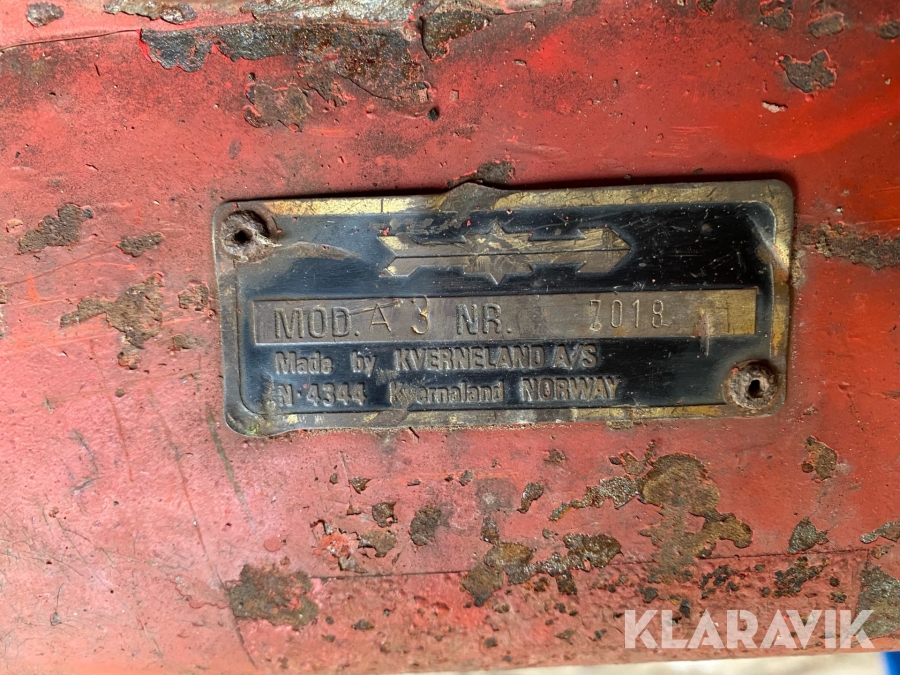 MOD. A 3 NR. 7018
Made by KVERNELAND A/S
N-4344 Kvernaland NORWAY
KLARAVIK